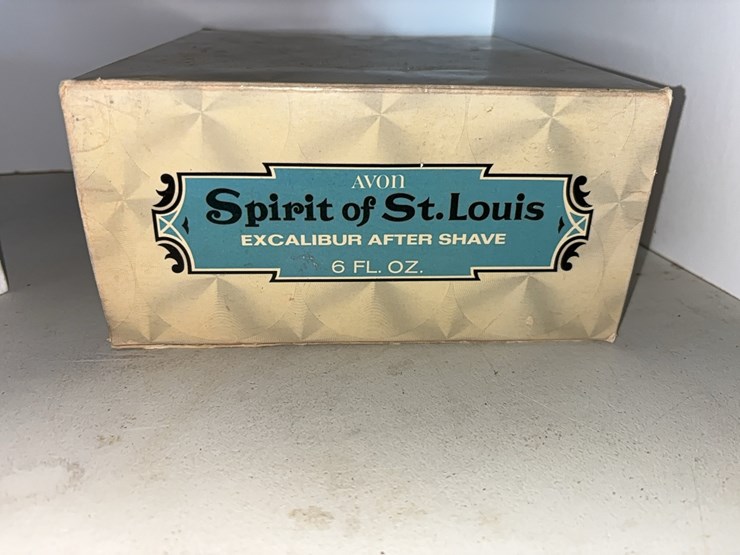 AVON
Spirit of St. Louis
EXCALIBUR AFTER SHAVE
6 FL. OZ.